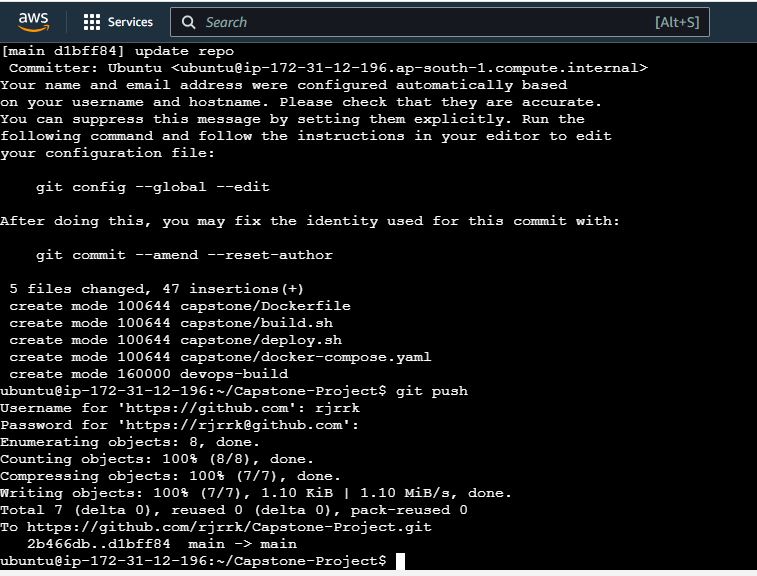 aws Services Search [Alt+S]
[main d1bff84] update repo
 Committer: Ubuntu <ubuntu@ip-172-31-12-196.ap-south-1.compute.internal>
Your name and email address were configured automatically based
on your username and hostname. Please check that they are accurate.
You can suppress this message by setting them explicitly. Run the
following command and follow the instructions in your editor to edit
your configuration file:

    git config --global --edit

After doing this, you may fix the identity used for this commit with:

    git commit --amend --reset-author

 5 files changed, 47 insertions(+)
 create mode 100644 capstone/Dockerfile
 create mode 100644 capstone/build.sh
 create mode 100644 capstone/deploy.sh
 create mode 100644 capstone/docker-compose.yaml
 create mode 160000 devops-build
ubuntu@ip-172-31-12-196:~/Capstone-Project$ git push
Username for 'https://github.com': rjrrk
Password for 'https://rjrrk@github.com':
Enumerating objects: 8, done.
Counting objects: 100% (8/8), done.
Compressing objects: 100% (7/7), done.
Writing objects: 100% (7/7), 1.10 KiB | 1.10 MiB/s, done.
Total 7 (delta 0), reused 0 (delta 0), pack-reused 0
To https://github.com/rjrrk/Capstone-Project.git
   2b466db..d1bff84  main -> main
ubuntu@ip-172-31-12-196:~/Capstone-Project$